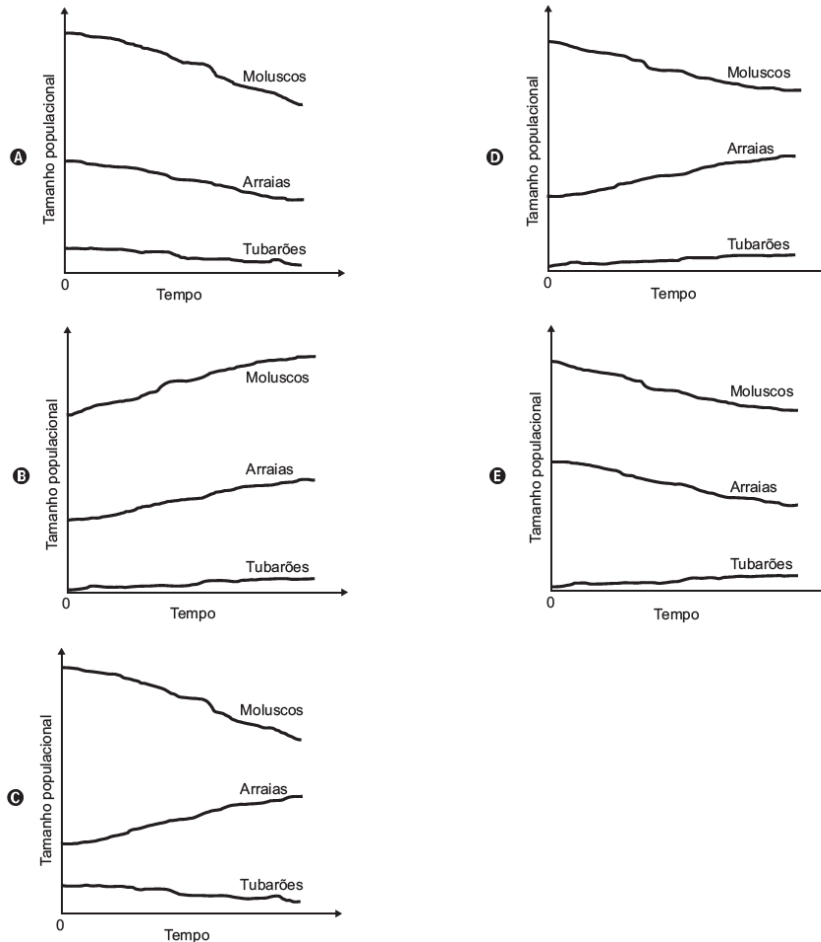 A
Tamanho populacional
Moluscos
Arraias
Tubarões
0
Tempo
B
Tamanho populacional
Moluscos
Arraias
Tubarões
0
Tempo
C
Tamanho populacional
Moluscos
Arraias
Tubarões
0
Tempo
D
Tamanho populacional
Moluscos
Arraias
Tubarões
0
Tempo
E
Tamanho populacional
Moluscos
Arraias
Tubarões
0
Tempo